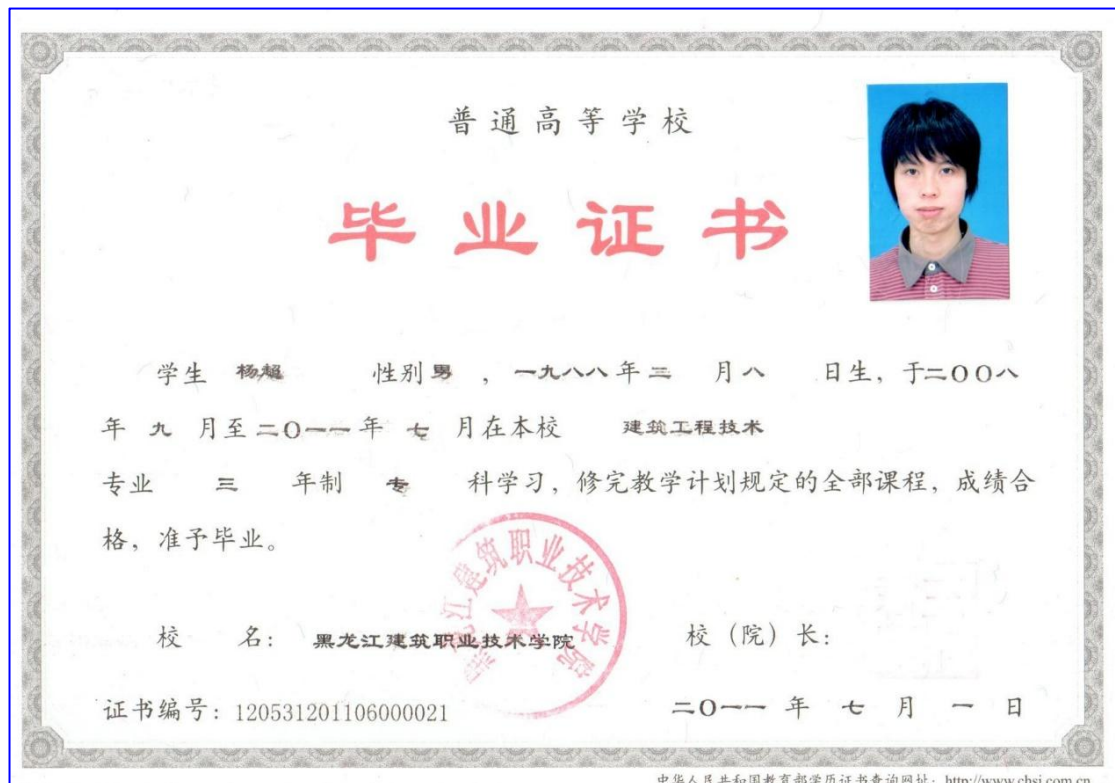 普通高等学校
毕业证书
学生 杨超 性别 男 ，一九八八年二 月八 日生，于二〇〇八
年 九 月至二〇一一年 七 月在本校 建筑工程技术
专业 三 年制 专 科学习，修完教学计划规定的全部课程，成绩合
格，准予毕业。
黑龙江建筑职业技术学院
校 名：黑龙江建筑职业技术学院 校（院）长：
证书编号：120531201106000021 二〇一一 年 七 月 一 日
中华人民共和国教育部学历证书查询网址：http://www.chsi.com.cn